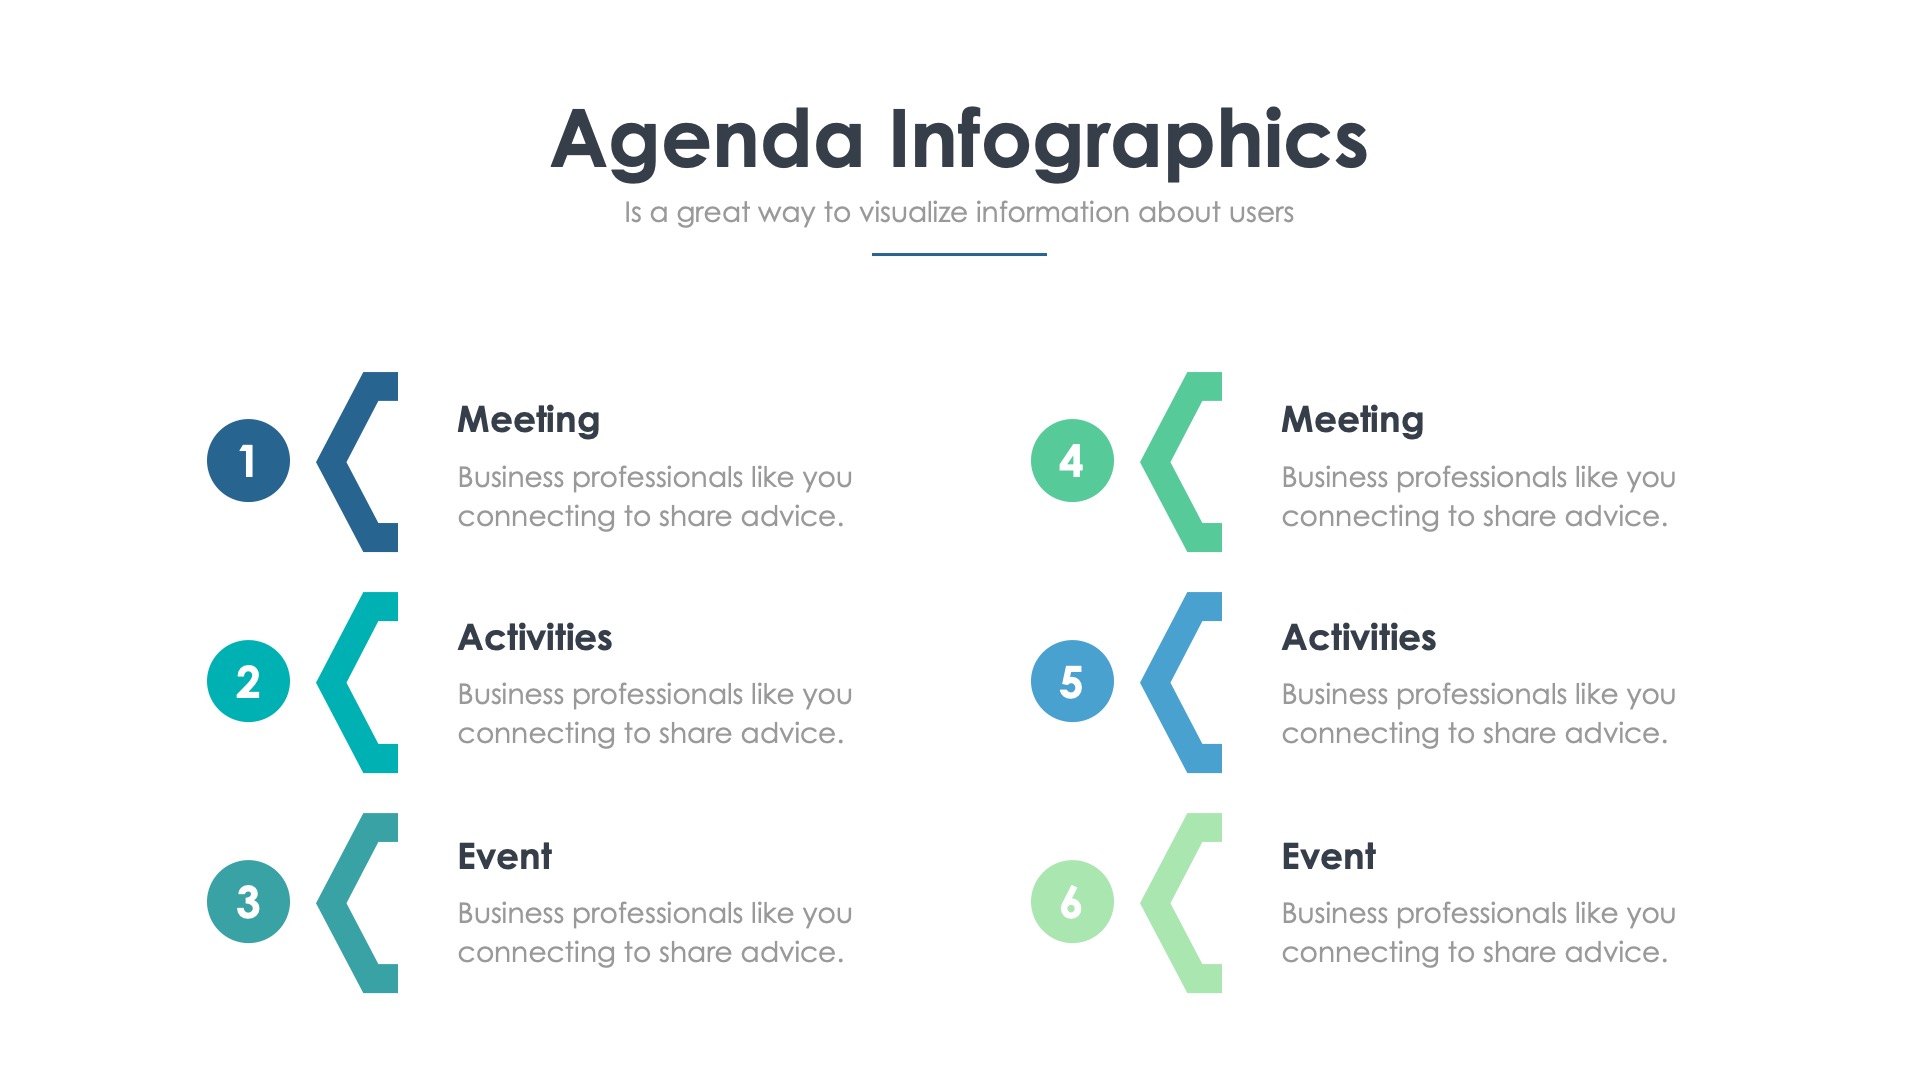 Agenda Infographics
Is a great way to visualize information about users
1
Meeting
Business professionals like you
connecting to share advice.
2
Activities
Business professionals like you
connecting to share advice.
3
Event
Business professionals like you
connecting to share advice.
4
Meeting
Business professionals like you
connecting to share advice.
5
Activities
Business professionals like you
connecting to share advice.
6
Event
Business professionals like you
connecting to share advice.